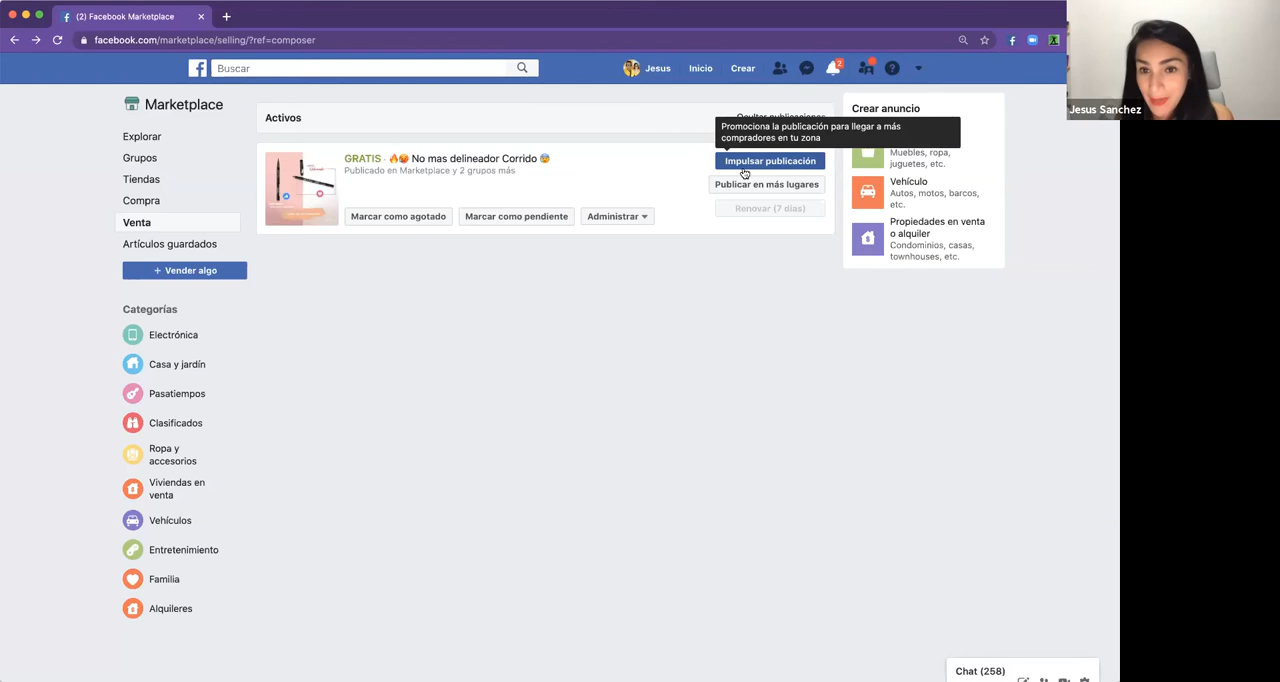 (2) Facebook Marketplace
facebook.com/marketplace/selling/?ref=composer
Jesus Sanchez
Buscar
Jesus
Inicio
Crear
2
Marketplace
Explorar
Grupos
Tiendas
Compra
Venta
Artículos guardados
+ Vender algo
Categorías
Electrónica
Casa y jardín
Pasatiempos
Clasificados
Ropa y
accesorios
Viviendas en
venta
Vehículos
Entretenimiento
Familia
Alquileres
Activos
Ocultar publicaciones
Promociona la publicación para llegar a más
compradores en tu zona
GRATIS · 🔥😡 No mas delineador Corrido 😰
Publicado en Marketplace y 2 grupos más
Marcar como agotado
Marcar como pendiente
Administrar
Impulsar publicación
Publicar en más lugares
Renovar (7 días)
Crear anuncio
Muebles, ropa,
juguetes, etc.
Vehículo
Autos, motos, barcos,
etc.
Propiedades en venta
o alquiler
Condominios, casas,
townhouses, etc.
Chat (258)